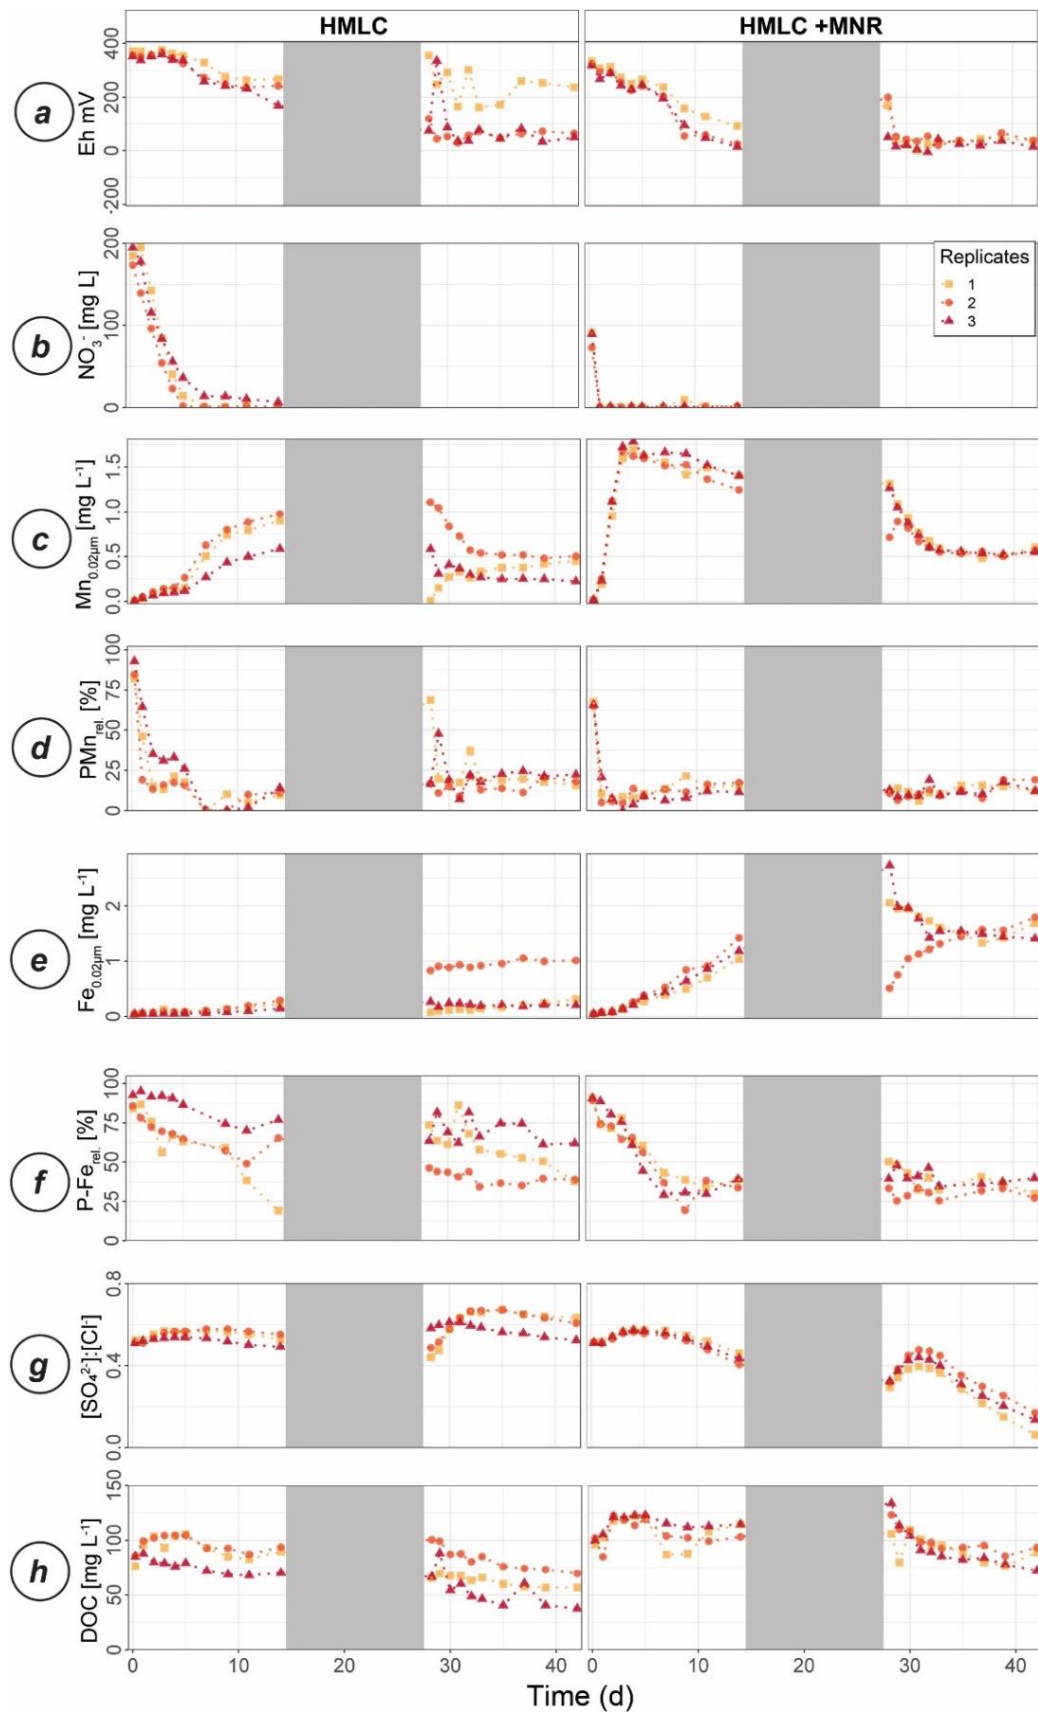 HMLC HMLC +MNR
a
Eh mV
400
200
0
-200
b
NO₃⁻ [mg L]
200
100
0
Replicates
1
2
3
c
Mn0.02µm [mg L⁻¹]
1.5
1.0
0.5
0.0
d
PMnrel. [%]
100
75
50
25
0
e
Fe0.02µm [mg L⁻¹]
2
1
0
f
P-Ferel. [%]
100
75
50
25
0
g
[SO₄²⁻]:[Cl⁻]
0.8
0.4
0.0
h
DOC [mg L⁻¹]
150
100
50
0
0 10 20 30 40 0 10 20 30 40
Time (d)